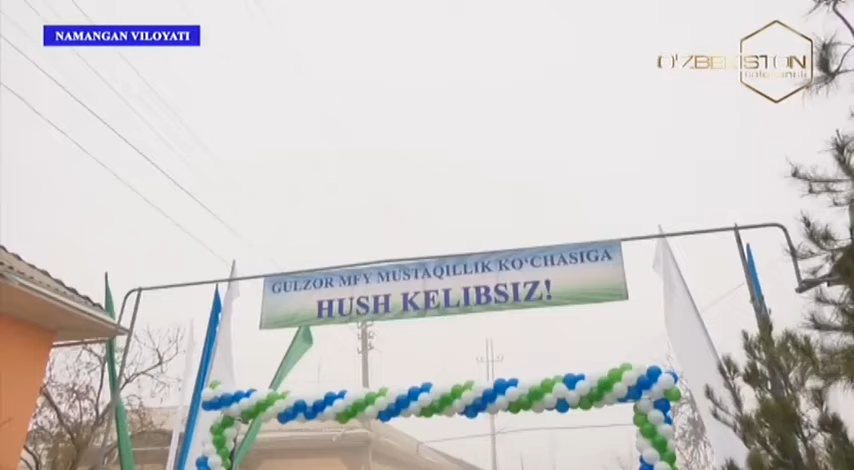 NAMANGAN VILOYATI
O'ZBEKISTON
GULZOR MFY MUSTAQILLIK KO‘CHASIGA
HUSH KELIBSIZ!